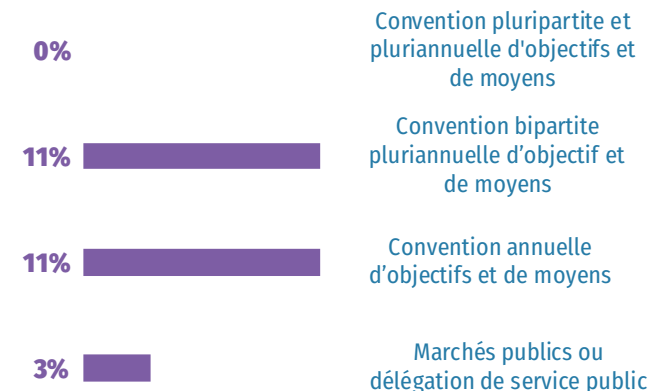 0%
Convention pluripartite et
pluriannuelle d'objectifs et
de moyens
11%
Convention bipartite
pluriannuelle d’objectif et
de moyens
11%
Convention annuelle
d’objectifs et de moyens
3%
Marchés publics ou
délégation de service public